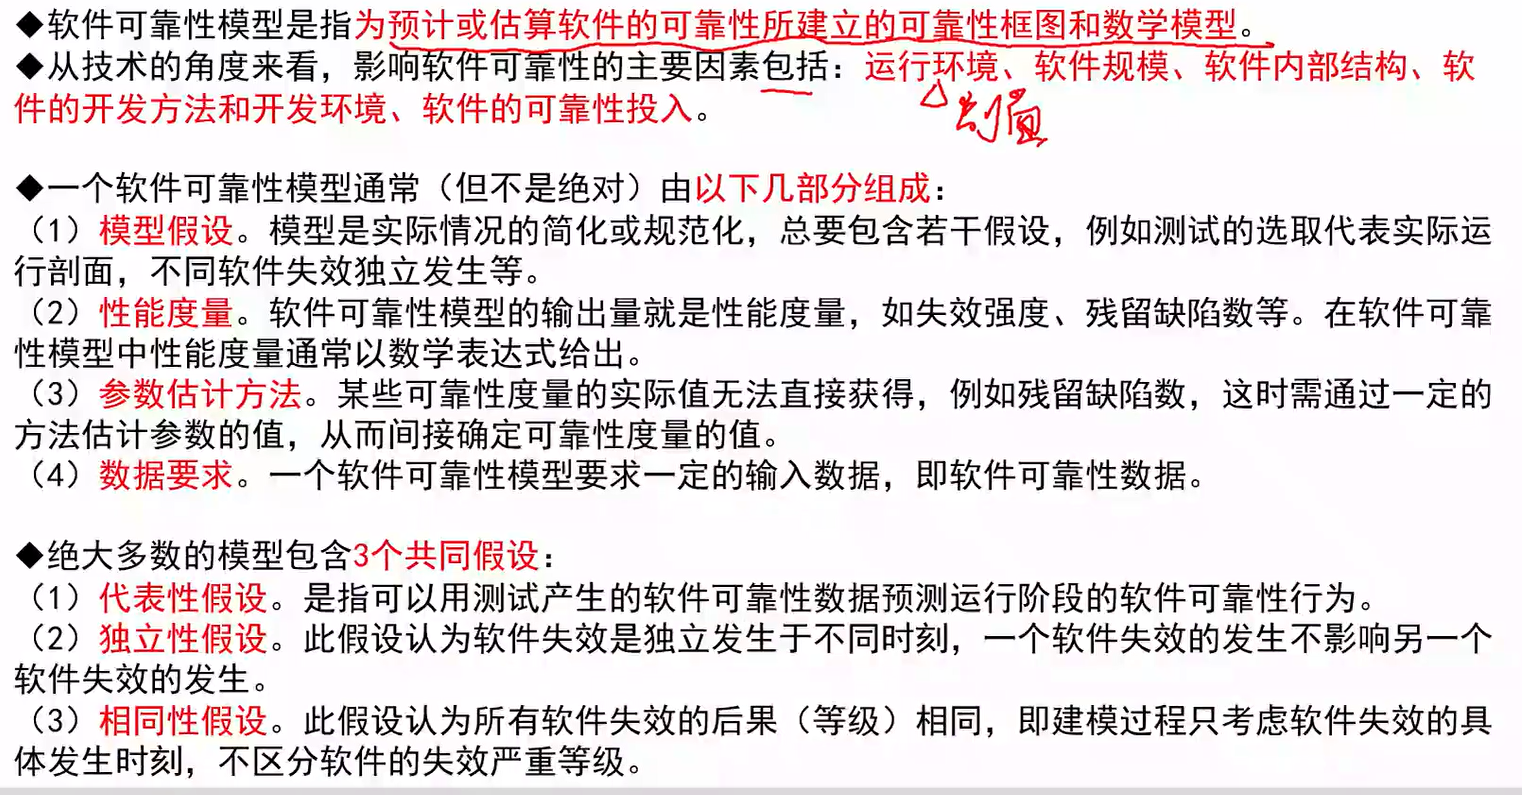 ◆软件可靠性模型是指为预计或估算软件的可靠性所建立的可靠性框图和数学模型。
◆从技术的角度来看，影响软件可靠性的主要因素包括：运行环境、软件规模、软件内部结构、软
件的开发方法和开发环境、软件的可靠性投入。
剖面
◆一个软件可靠性模型通常（但不是绝对）由以下几部分组成：
（1）模型假设。模型是实际情况的简化或规范化，总要包含若干假设，例如测试的选取代表实际运
行剖面，不同软件失效独立发生等。
（2）性能度量。软件可靠性模型的输出量就是性能度量，如失效强度、残留缺陷数等。在软件可靠
性模型中性能度量通常以数学表达式给出。
（3）参数估计方法。某些可靠性度量的实际值无法直接获得，例如残留缺陷数，这时需通过一定的
方法估计参数的值，从而间接确定可靠性度量的值。
（4）数据要求。一个软件可靠性模型要求一定的输入数据，即软件可靠性数据。
◆绝大多数的模型包含3个共同假设：
（1）代表性假设。是指可以用测试产生的软件可靠性数据预测运行阶段的软件可靠性行为。
（2）独立性假设。此假设认为软件失效是独立发生于不同时刻，一个软件失效的发生不影响另一个
软件失效的发生。
（3）相同性假设。此假设认为所有软件失效的后果（等级）相同，即建模过程只考虑软件失效的具
体发生时刻，不区分软件的失效严重等级。